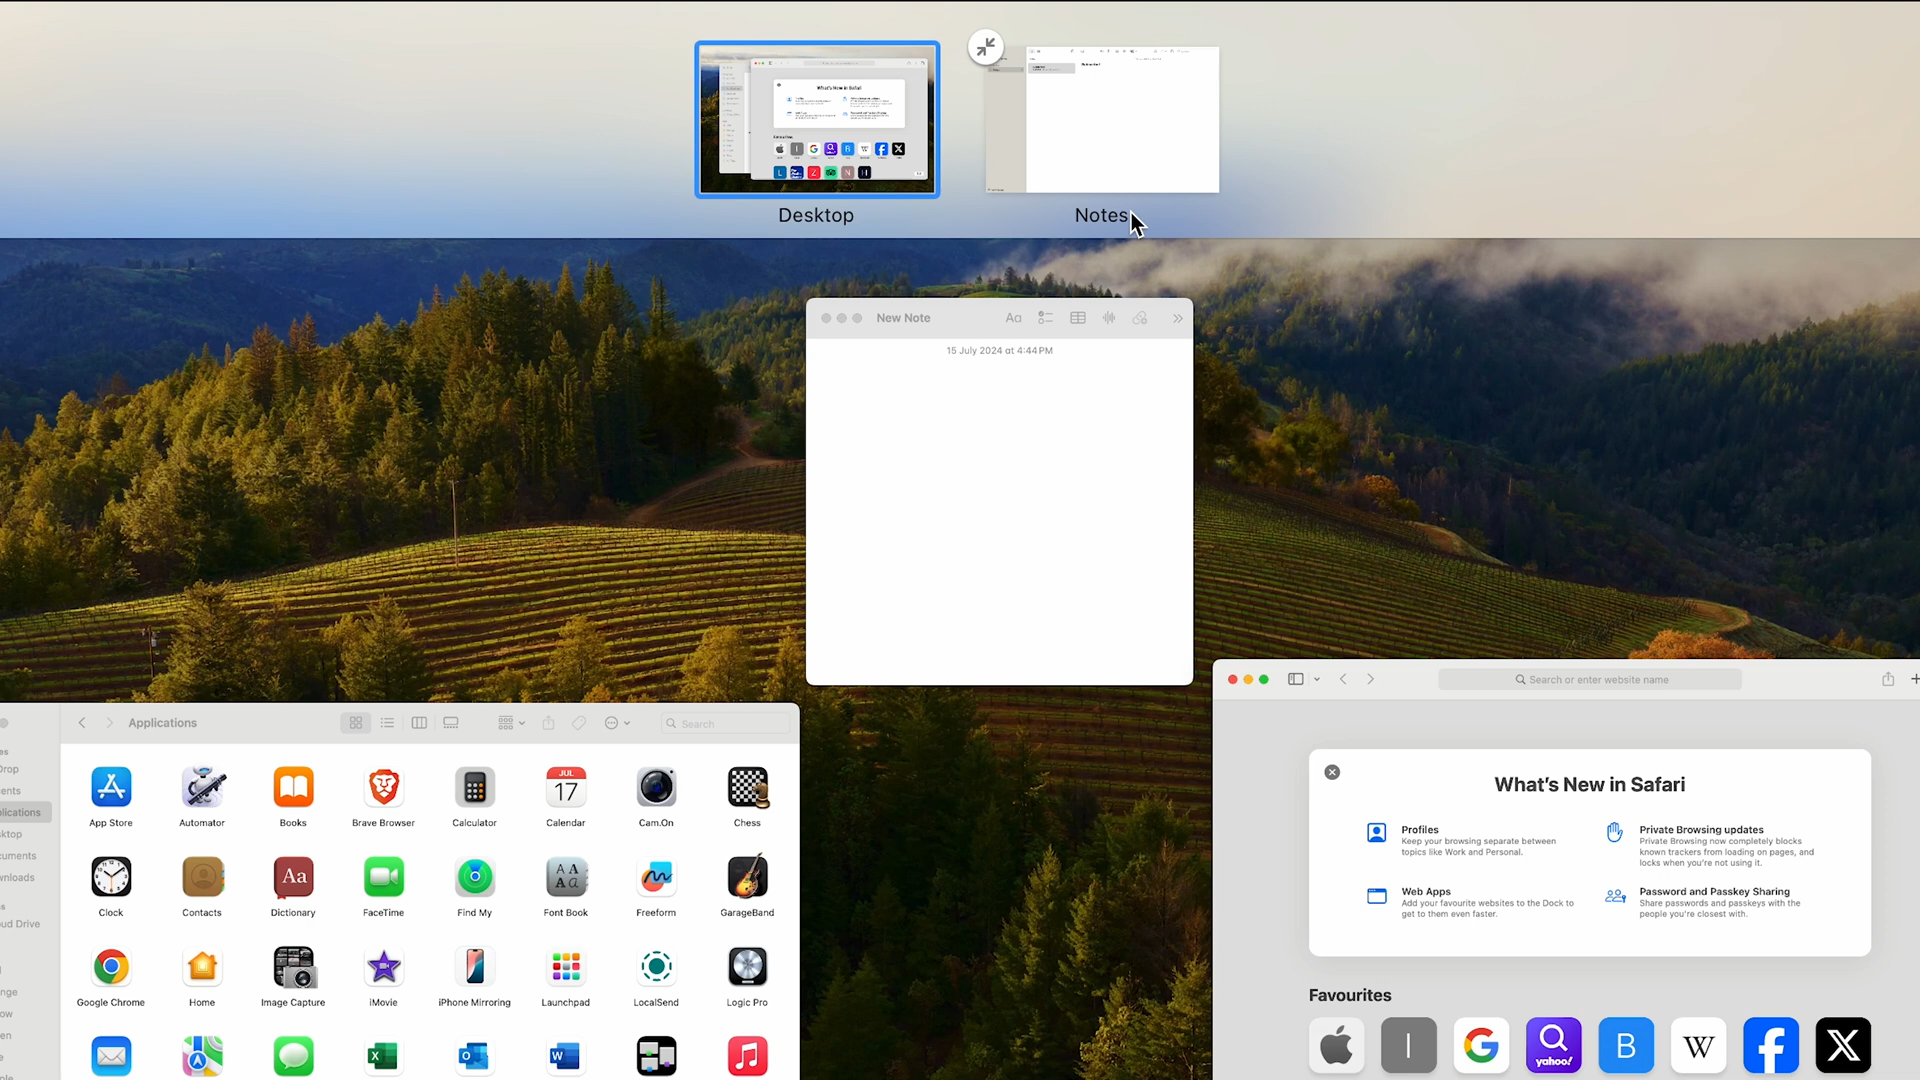 Desktop
Notes
New Note
Aa
15 July 2024 at 4:44 PM
Applications
Search
App Store
Automator
Books
Brave Browser
JUL
17
Calculator
Calendar
Cam.On
Chess
Aa
Clock
Contacts
Dictionary
FaceTime
Find My
Font Book
Freeform
GarageBand
Google Chrome
Home
Image Capture
iMovie
iPhone Mirroring
Launchpad
LocalSend
Logic Pro
Search or enter website name
What's New in Safari
Profiles
Keep your browsing separate between
topics like Work and Personal.
Private Browsing updates
Private Browsing now completely blocks
known trackers from loading on pages, and
locks when you're not using it.
Web Apps
Add your favourite websites to the Dock to
get to them even faster.
Password and Passkey Sharing
Share passwords and passkeys with the
people you're closest with.
Favourites
I
G
yahoo!
B
W
f
X